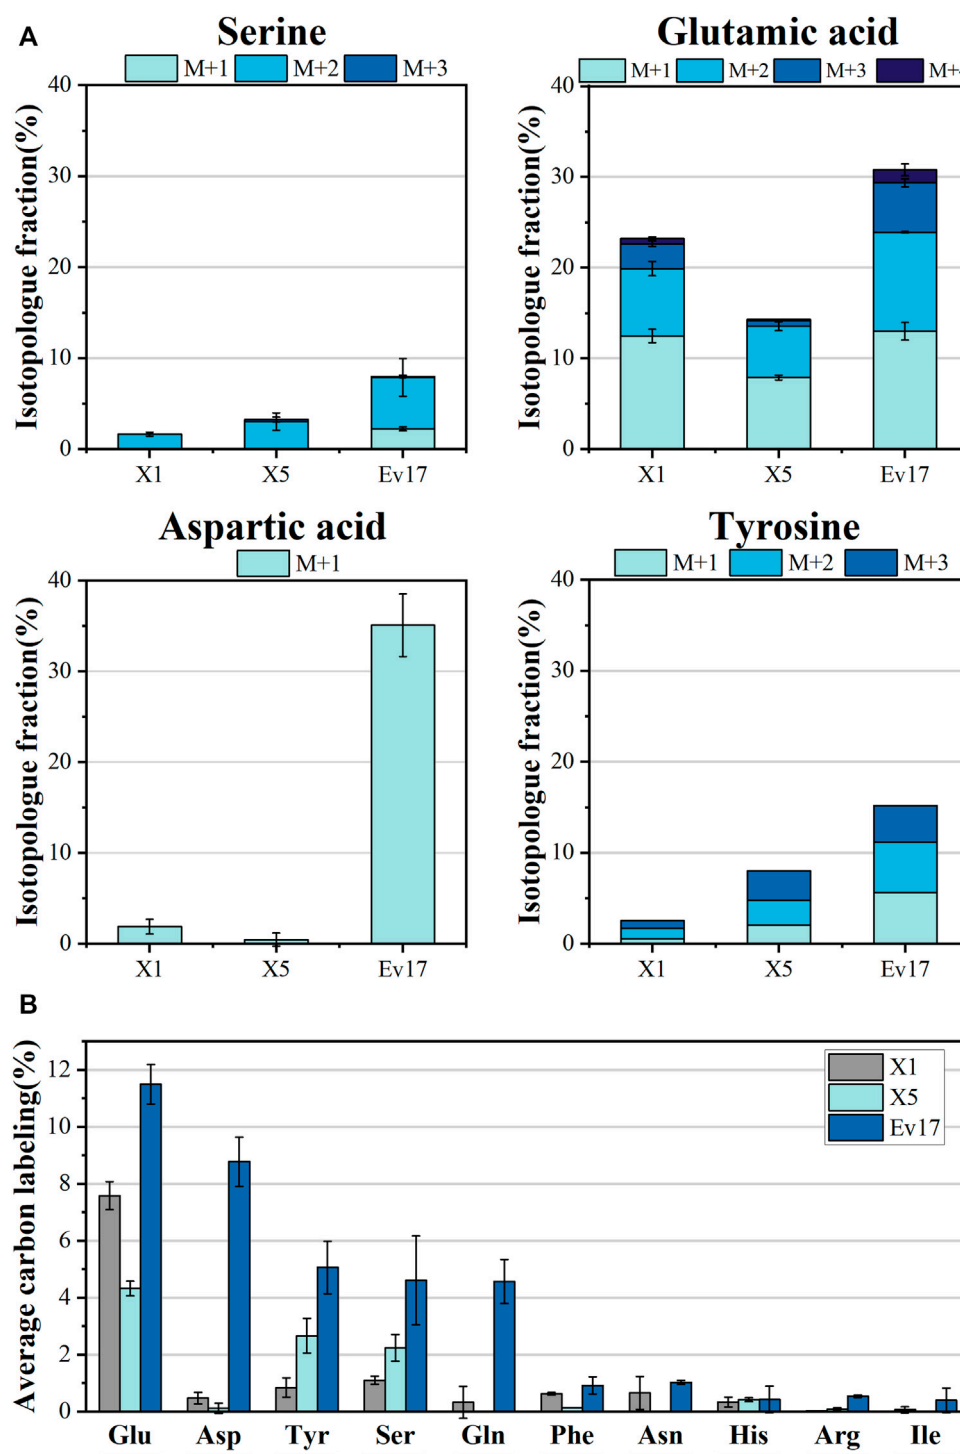 A
Serine
M+1 M+2 M+3
Isotopologue fraction(%)
40
30
20
10
0
X1 X5 Ev17
Glutamic acid
M+1 M+2 M+3 M+4
Isotopologue fraction(%)
40
30
20
10
0
X1 X5 Ev17
Aspartic acid
M+1
Isotopologue fraction(%)
40
30
20
10
0
X1 X5 Ev17
Tyrosine
M+1 M+2 M+3
Isotopologue fraction(%)
40
30
20
10
0
X1 X5 Ev17
B
Average carbon labeling(%)
12
10
8
6
4
2
0
X1
X5
Ev17
Glu Asp Tyr Ser Gln Phe Asn His Arg Ile